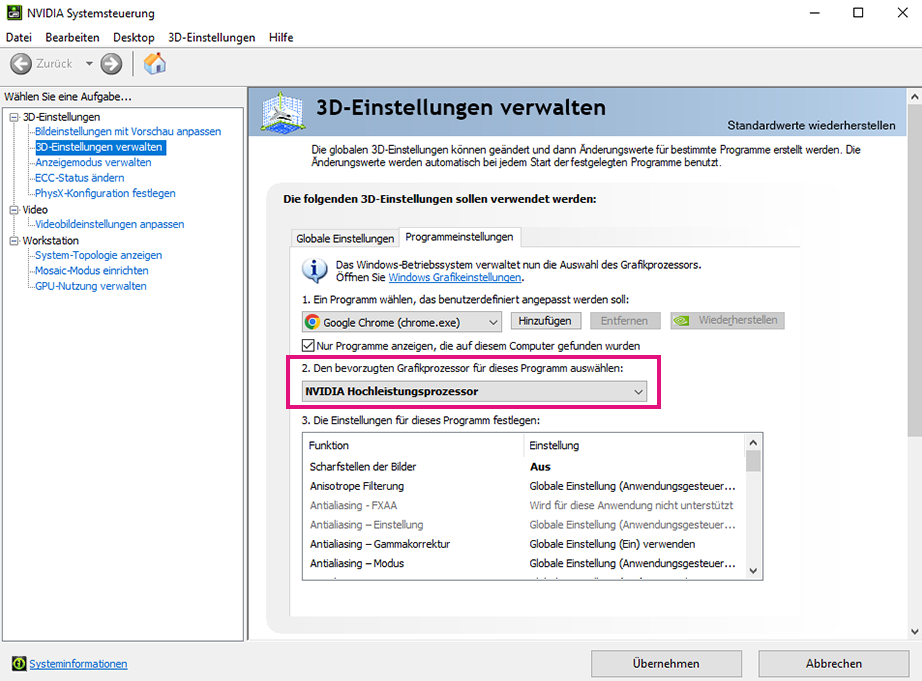 NVIDIA Systemsteuerung
Datei Bearbeiten Desktop 3D-Einstellungen Hilfe
Zurück
Wählen Sie eine Aufgabe...
3D-Einstellungen
Bildeinstellungen mit Vorschau anpassen
3D-Einstellungen verwalten
Anzeigemodus verwalten
ECC-Status ändern
PhysX-Konfiguration festlegen
Video
Videobildeinstellungen anpassen
Workstation
System-Topologie anzeigen
Mosaic-Modus einrichten
GPU-Nutzung verwalten
3D-Einstellungen verwalten
Standardwerte wiederherstellen
Die globalen 3D-Einstellungen können geändert und dann Änderungswerte für bestimmte Programme erstellt werden. Die
Änderungswerte werden automatisch bei jedem Start der festgelegten Programme benutzt.
Die folgenden 3D-Einstellungen sollen verwendet werden:
Globale Einstellungen Programmeinstellungen
Das Windows-Betriebssystem verwaltet nun die Auswahl des Grafikprozessors.
Öffnen Sie Windows Grafikeinstellungen.
1. Ein Programm wählen, das benutzerdefiniert angepasst werden soll:
Google Chrome (chrome.exe) Hinzufügen Entfernen Wiederherstellen
Nur Programme anzeigen, die auf diesem Computer gefunden wurden
2. Den bevorzugten Grafikprozessor für dieses Programm auswählen:
NVIDIA Hochleistungsprozessor
3. Die Einstellungen für dieses Programm festlegen:
Funktion Einstellung
Scharfstellen der Bilder Aus
Anisotrope Filterung Globale Einstellung (Anwendungsgesteuer...
Antialiasing - FXAA Wird für diese Anwendung nicht unterstützt
Antialiasing – Einstellung Globale Einstellung (Anwendungsgesteuer...
Antialiasing – Gammakorrektur Globale Einstellung (Ein) verwenden
Antialiasing – Modus Globale Einstellung (Anwendungsgesteuer...
Systeminformationen
Übernehmen Abbrechen